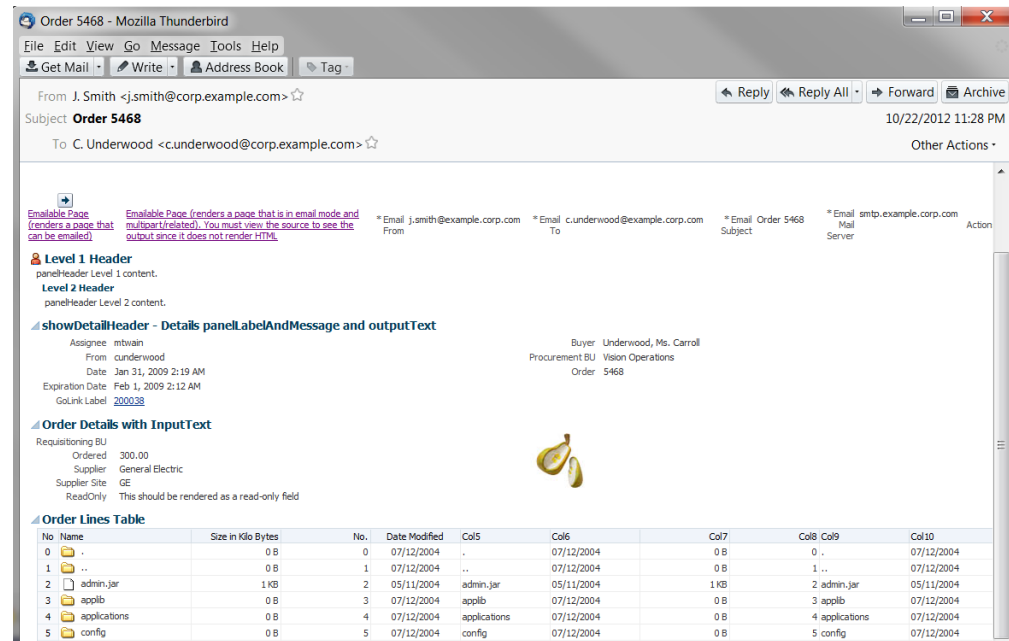 Order 5468 - Mozilla Thunderbird
File Edit View Go Message Tools Help
Get Mail Write Address Book Tag
From J. Smith <j.smith@corp.example.com> Reply Reply All Forward Archive
Subject Order 5468 10/22/2012 11:28 PM
To C. Underwood <c.underwood@corp.example.com> Other Actions
Emailable Page (renders a page that can be emailed)
Emailable Page (renders a page that is in email mode and multipart/related). You must view the source to see the output since it does not render HTML
* Email From j.smith@example.corp.com
* Email To c.underwood@example.corp.com
* Email Subject Order 5468
* Email Mail Server smtp.example.corp.com
Action
Level 1 Header
panelHeader Level 1 content.
Level 2 Header
panelHeader Level 2 content.
showDetailHeader - Details panelLabelAndMessage and outputText
Assignee mtwain Buyer Underwood, Ms. Carroll
From cunderwood Procurement BU Vision Operations
Date Jan 31, 2009 2:19 AM Order 5468
Expiration Date Feb 1, 2009 2:12 AM
GoLink Label 200038
Order Details with InputText
Requisitioning BU
Ordered 300.00
Supplier General Electric
Supplier Site GE
ReadOnly This should be rendered as a read-only field
Order Lines Table
No Name Size in Kilo Bytes No. Date Modified Col5 Col6 Col7 Col8 Col9 Col10
0 . 0 B 0 07/12/2004 . 07/12/2004 0 B 0 . 07/12/2004
1 .. 0 B 1 07/12/2004 .. 07/12/2004 0 B 1 .. 07/12/2004
2 admin.jar 1 KB 2 05/11/2004 admin.jar 05/11/2004 1 KB 2 admin.jar 05/11/2004
3 applib 0 B 3 07/12/2004 applib 07/12/2004 0 B 3 applib 07/12/2004
4 applications 0 B 4 07/12/2004 applications 07/12/2004 0 B 4 applications 07/12/2004
5 config 0 B 5 07/12/2004 config 07/12/2004 0 B 5 config 07/12/2004